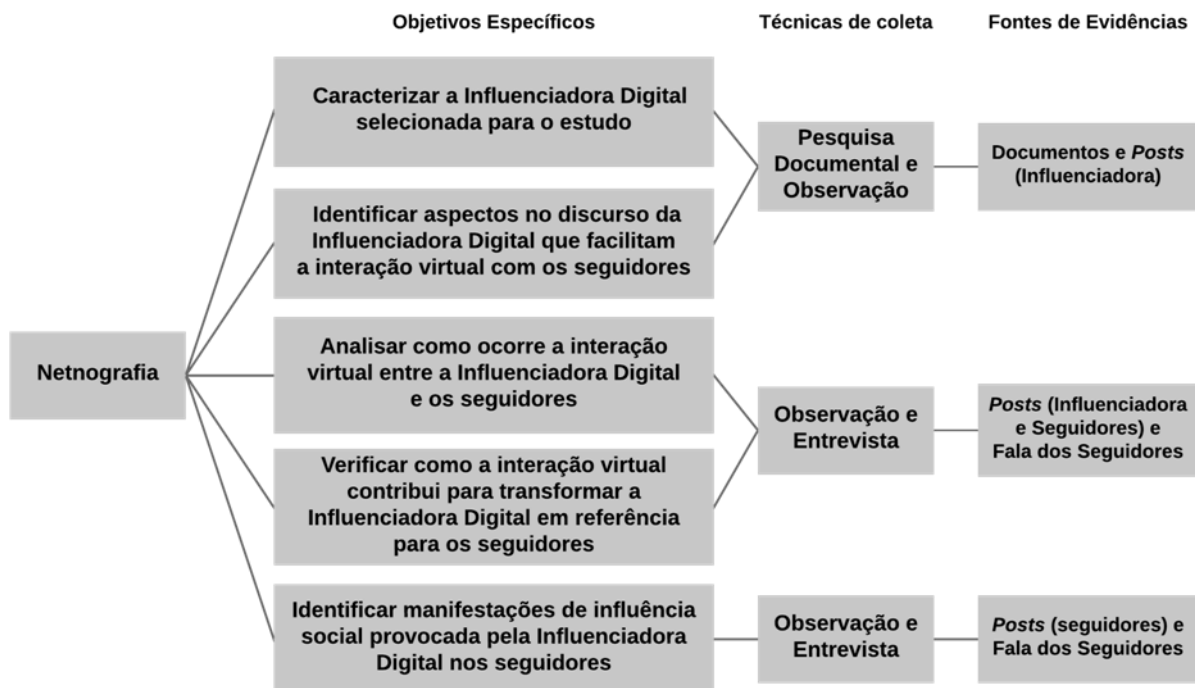 Objetivos Específicos
Técnicas de coleta
Fontes de Evidências
Netnografia
Caracterizar a Influenciadora Digital
selecionada para o estudo
Identificar aspectos no discurso da
Influenciadora Digital que facilitam
a interação virtual com os seguidores
Pesquisa
Documental e
Observação
Documentos e Posts
(Influenciadora)
Analisar como ocorre a interação
virtual entre a Influenciadora Digital
e os seguidores
Verificar como a interação virtual
contribui para transformar a
Influenciadora Digital em referência
para os seguidores
Observação e
Entrevista
Posts (Influenciadora
e Seguidores) e
Fala dos Seguidores
Identificar manifestações de influência
social provocada pela Influenciadora
Digital nos seguidores
Observação e
Entrevista
Posts (seguidores) e
Fala dos Seguidores